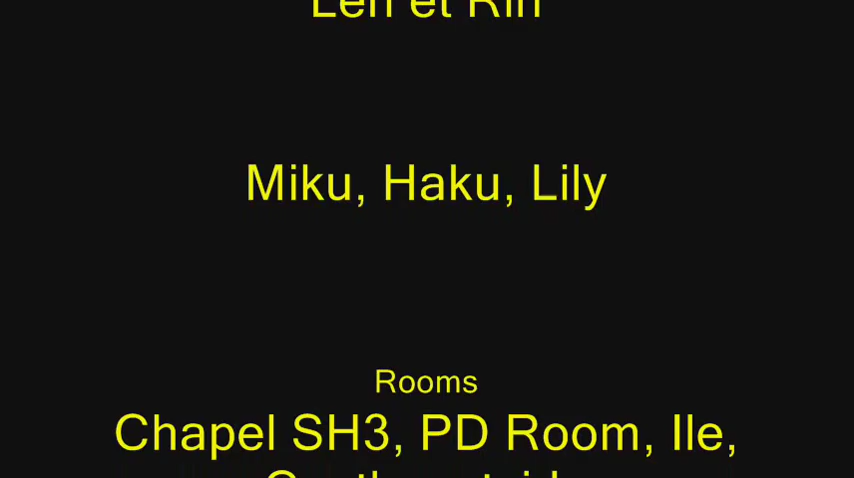 Len et Rin
Miku, Haku, Lily
Rooms
Chapel SH3, PD Room, Ile,